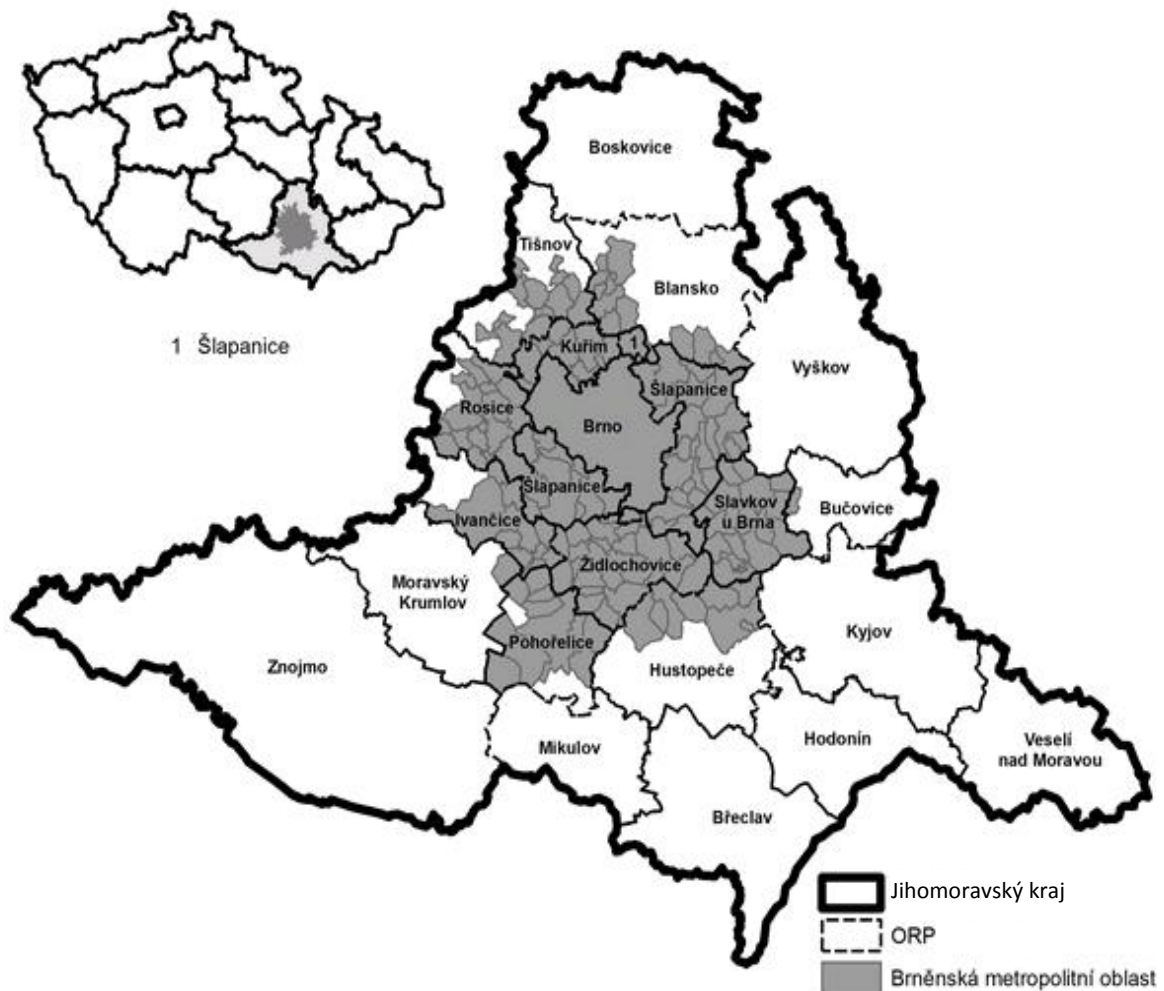 Boskovice
Tišnov
Blansko
1 Šlapanice
Kuřim
1
Vyškov
Šlapanice
Rosice
Brno
Šlapanice
Slavkov
u Brna
Bučovice
Ivančice
Židlochovice
Moravský
Krumlov
Kyjov
Pohořelice
Znojmo
Hustopeče
Hodonín
Veselí
nad Moravou
Mikulov
Břeclav
Jihomoravský kraj
ORP
Brněnská metropolitní oblast